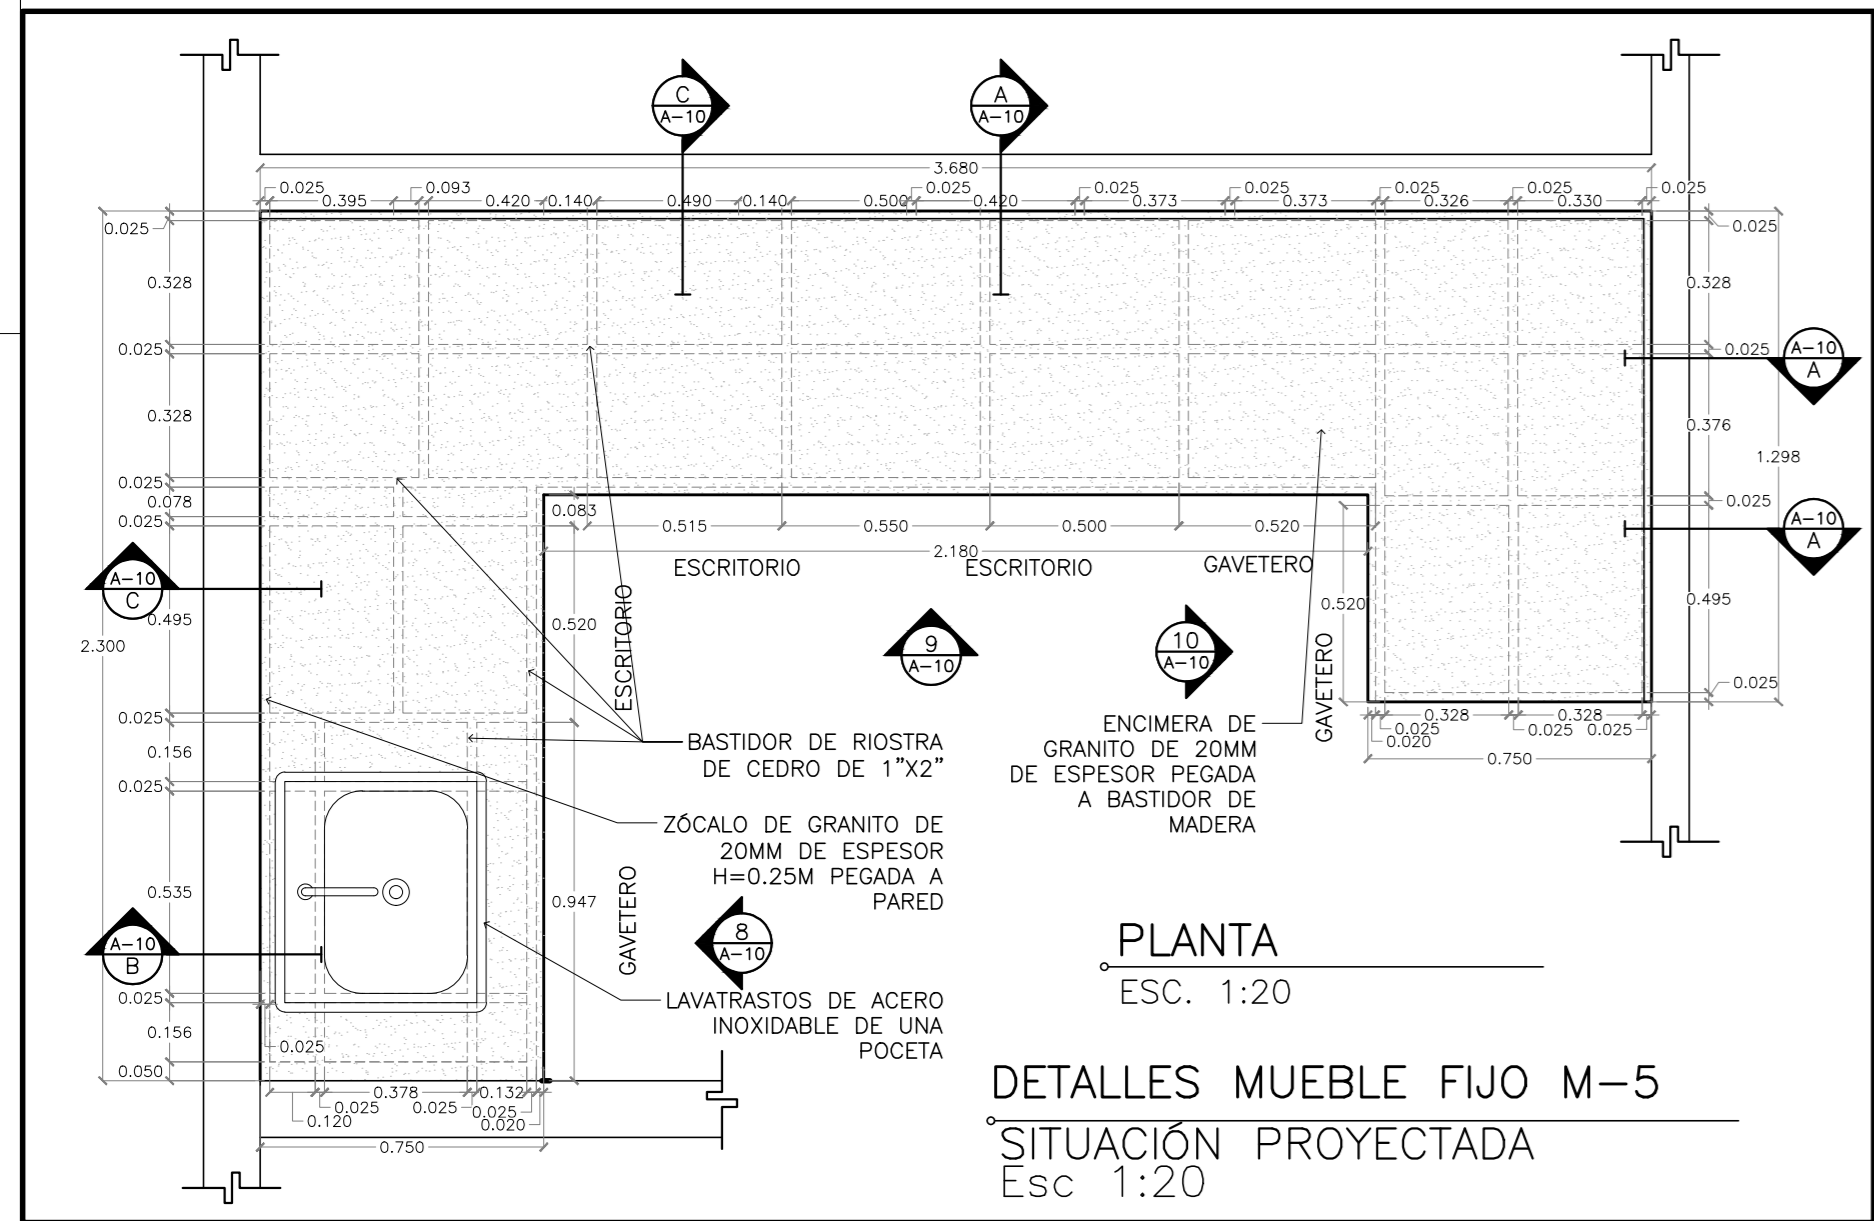 C
A-10
A
A-10
3.680
0.025 0.093 0.025 0.025 0.025 0.025 0.025 0.025
0.395 0.420 0.140 0.490 0.140 0.500 0.420 0.373 0.373 0.326 0.330
0.025
0.025
0.328
0.328
0.025
0.025
A-10
A
0.328
0.376
1.298
0.025
0.078
0.025
0.025
0.083
0.515 0.550 0.500 0.520
2.180
ESCRITORIO ESCRITORIO GAVETERO
A-10
A
A-10
C
0.495
2.300
0.520
ESCRITORIO
0.520
0.495
9
A-10
10
A-10
GAVETERO
0.025
0.025
0.328 0.328
0.025 0.025 0.025
0.020
0.750
0.156
0.025
BASTIDOR DE RIOSTRA
DE CEDRO DE 1”X2”
ENCIMERA DE
GRANITO DE 20MM
DE ESPESOR PEGADA
A BASTIDOR DE
MADERA
ZÓCALO DE GRANITO DE
20MM DE ESPESOR
H=0.25M PEGADA A
PARED
0.535
0.947
GAVETERO
8
A-10
A-10
B
LAVATRASTOS DE ACERO
INOXIDABLE DE UNA
POCETA
0.025
0.156
0.025
0.050
0.378 0.132
0.025 0.025 0.025
0.120 0.020
0.750
PLANTA
ESC. 1:20
DETALLES MUEBLE FIJO M-5
SITUACIÓN PROYECTADA
Esc 1:20